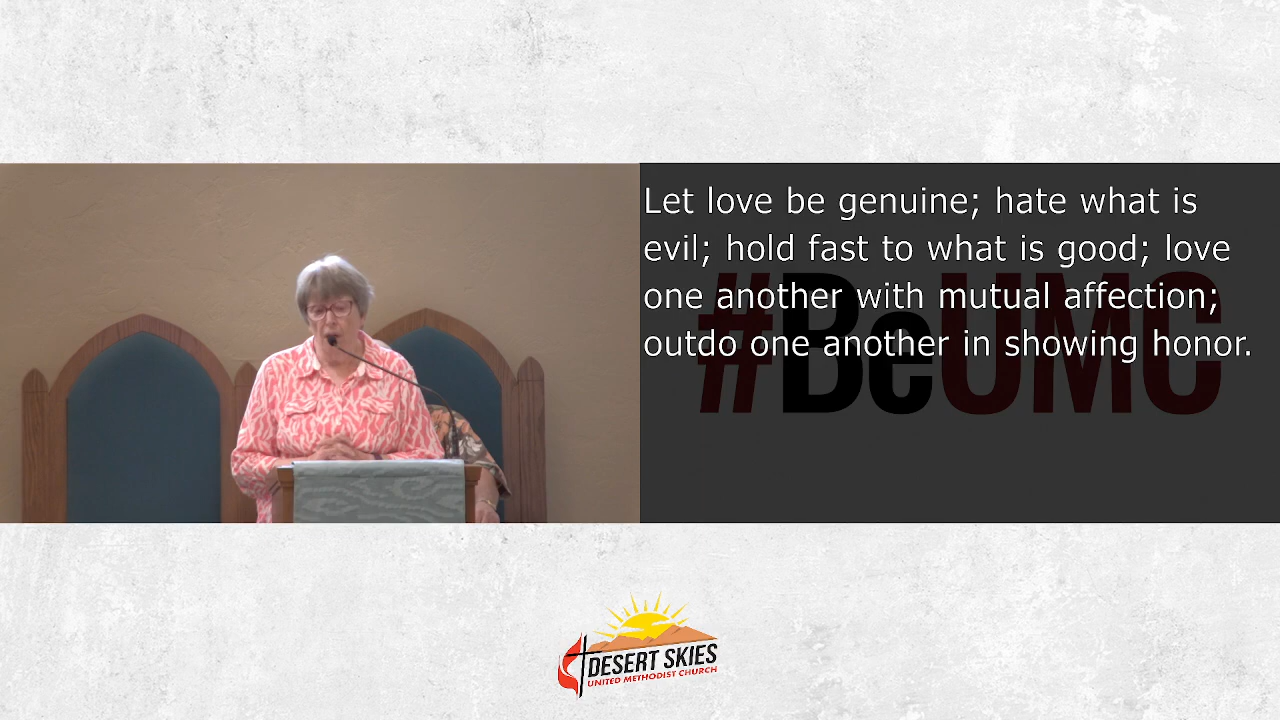 Let love be genuine; hate what is
evil; hold fast to what is good; love
one another with mutual affection;
outdo one another in showing honor.
#BeUMC
DESERT SKIES
UNITED METHODIST CHURCH